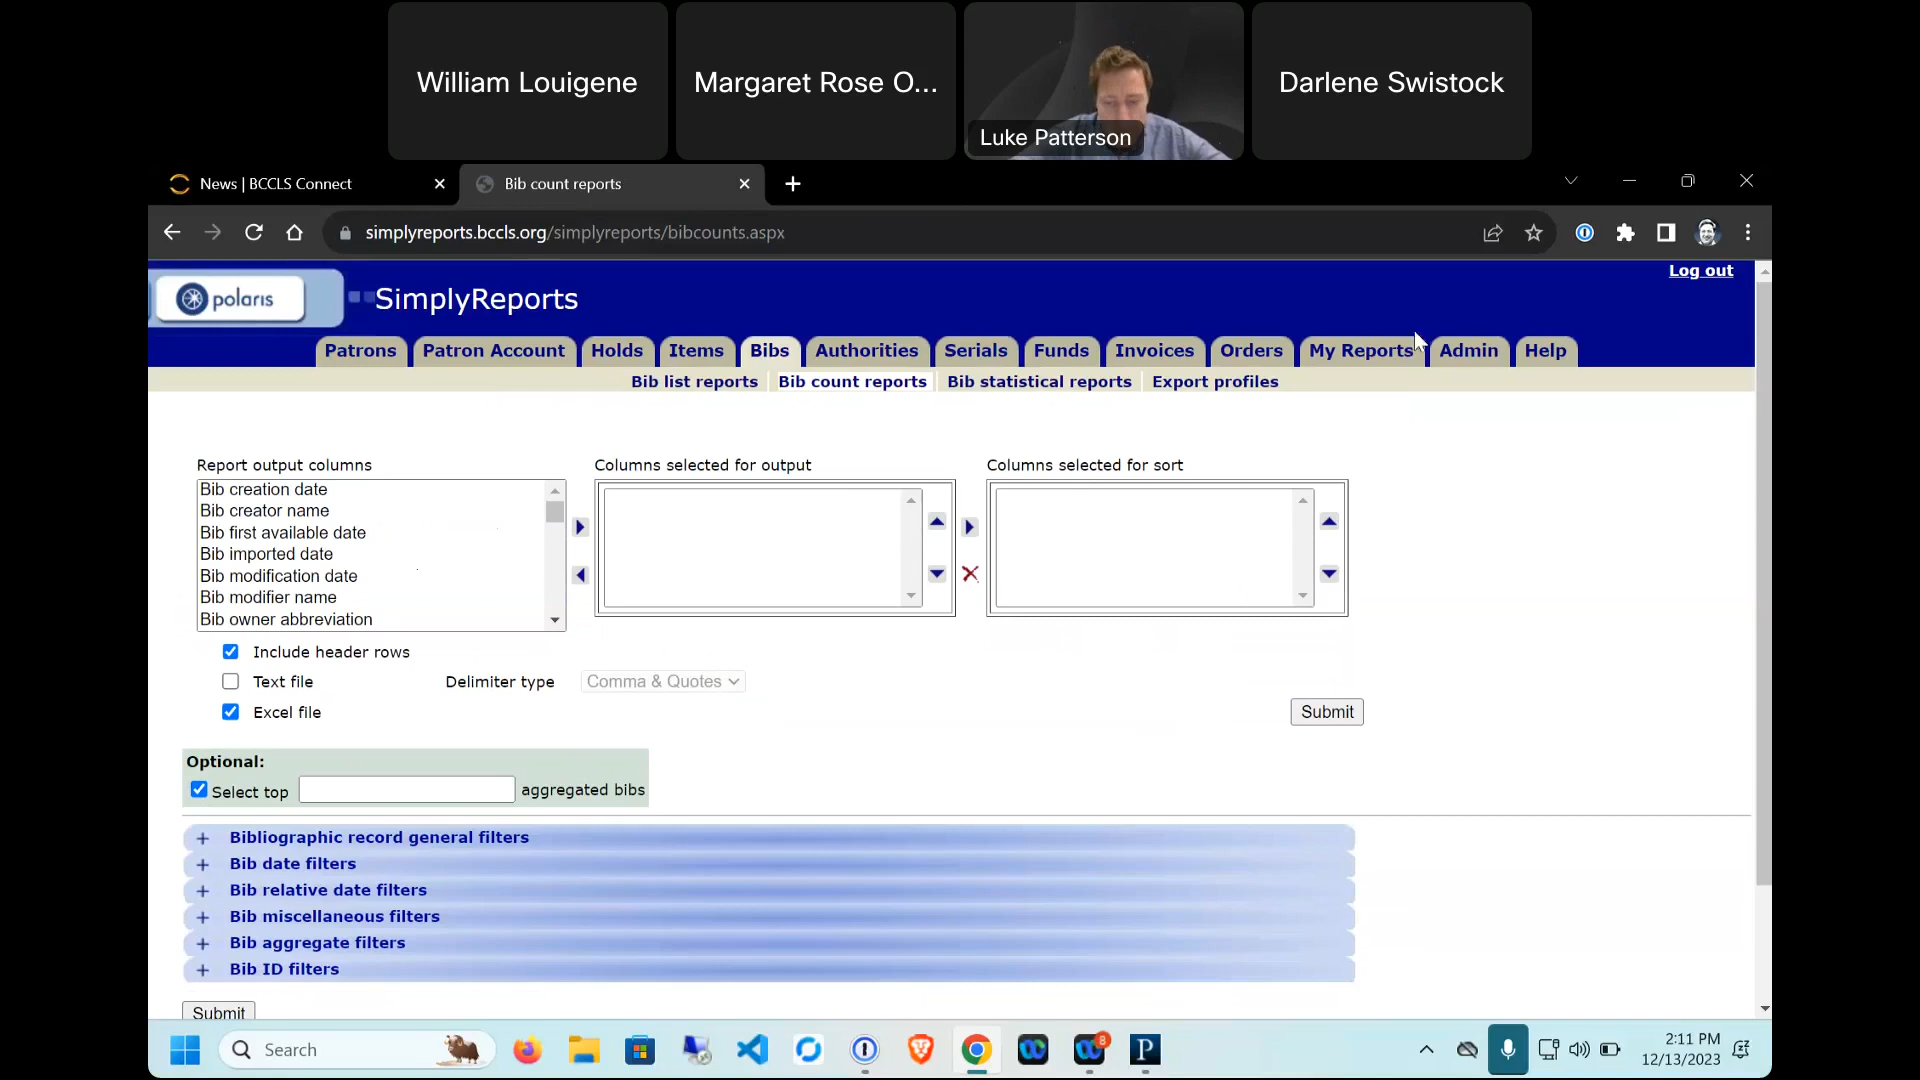 William Louigene
Margaret Rose O...
Luke Patterson
Darlene Swistock
News | BCCLS Connect
Bib count reports
simplyreports.bccls.org/simplyreports/bibcounts.aspx
Log out
polaris
SimplyReports
Patrons
Patron Account
Holds
Items
Bibs
Authorities
Serials
Funds
Invoices
Orders
My Reports
Admin
Help
Bib list reports
Bib count reports
Bib statistical reports
Export profiles
Report output columns
Columns selected for output
Columns selected for sort
Bib creation date
Bib creator name
Bib first available date
Bib imported date
Bib modification date
Bib modifier name
Bib owner abbreviation
Include header rows
Text file
Delimiter type
Comma & Quotes
Excel file
Submit
Optional:
Select top
aggregated bibs
Bibliographic record general filters
Bib date filters
Bib relative date filters
Bib miscellaneous filters
Bib aggregate filters
Bib ID filters
Submit
Search
8
P
2:11 PM
12/13/2023